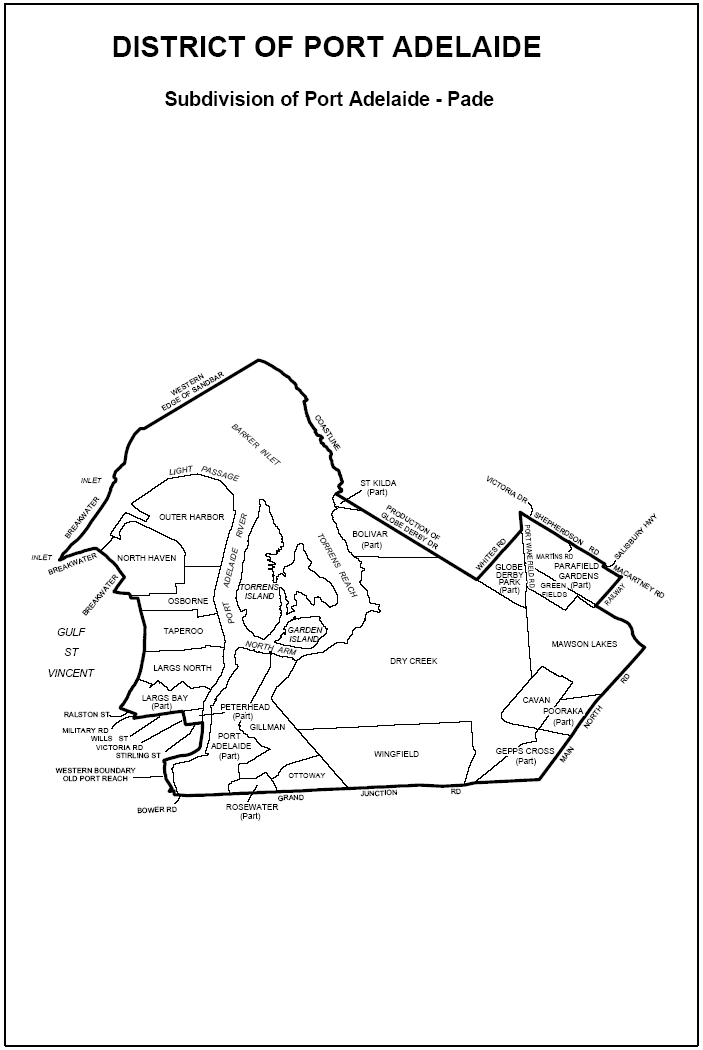 DISTRICT OF PORT ADELAIDE
Subdivision of Port Adelaide - Pade
WESTERN
EDGE OF SANDBAR
COASTLINE
BARKER INLET
INLET
LIGHT PASSAGE
BREAKWATER
ST KILDA
(Part)
VICTORIA DR
SHEPHERDSON RD
SALISBURY HWY
OUTER HARBOR
PRODUCTION OF
GLOBE DERBY DR
BOLIVAR
(Part)
WHITES RD
PORT WAKEFIELD RD
INLET
BREAKWATER
NORTH HAVEN
PORT ADELAIDE RIVER
TORRENS REACH
MARTINS RD
PARAFIELD
GARDENS
(Part)
MACARTNEY RD
GLOBE
DERBY
PARK
(Part)
GREEN
FIELDS
RAILWAY
BREAKWATER
TORRENS
ISLAND
OSBORNE
GULF
ST
VINCENT
TAPEROO
GARDEN
ISLAND
NORTH ARM
MAWSON LAKES
DRY CREEK
LARGS NORTH
LARGS BAY
(Part)
CAVAN
POORAKA
(Part)
MAIN NORTH RD
RALSTON ST
PETERHEAD
(Part)
MILITARY RD
WILLS ST
VICTORIA RD
STIRLING ST
GILLMAN
PORT
ADELAIDE
(Part)
WINGFIELD
GEPPS CROSS
(Part)
WESTERN BOUNDARY
OLD PORT REACH
OTTOWAY
BOWER RD
ROSEWATER
(Part)
GRAND JUNCTION RD